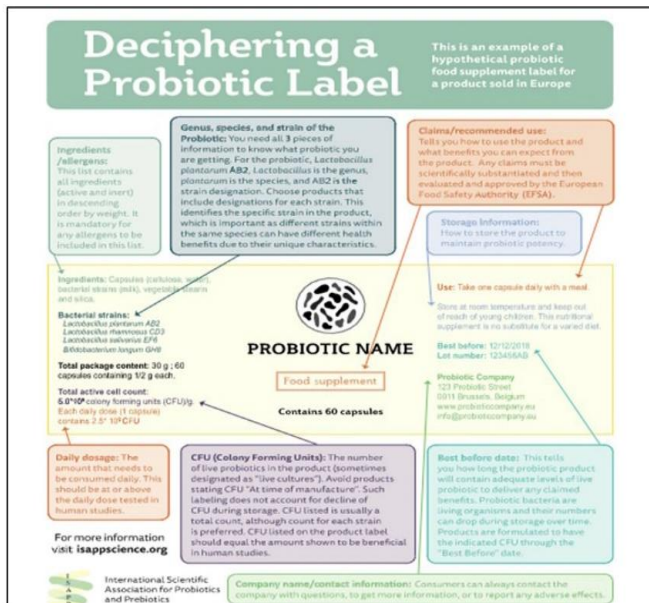 Deciphering a
Probiotic Label
This is an example of a
hypothetical probiotic
food supplement label for
a product sold in Europe
Ingredients
/allergens:
This list contains
all ingredients
(active and inert)
in descending
order by weight. It
is mandatory for
any allergens to
be included in this list.
Genus, species, and strain of the
Probiotic: You need all 3 pieces of
information to know what probiotic you
are getting. For the probiotic, Lactobacillus
plantarum AB2, Lactobacillus is the genus,
plantarum is the species, and AB2 is the
strain designation. Choose products that
include designations for each strain. This
identifies the specific strain in the product,
which is important as different strains within
the same species can have different health
benefits due to their unique characteristics.
Claims/recommended use:
Tells you how to use the product and
what benefits you can expect from
the product. Any claims must be
scientifically substantiated and then
evaluated and approved by the European
Food Safety Authority (EFSA).
Storage information:
How to store the product to
maintain probiotic potency.
Ingredients: Capsules (cellulose, water),
bacterial strains (milk), vegetable stearin
and silica.
Bacterial strains:
Lactobacillus plantarum AB2
Lactobacillus rhamnosus CD3
Lactobacillus salivarius EF6
Bifidobacterium longum GH8
Total package content: 30 g ; 60
capsules containing 1/2 g each.
Total active cell count:
5.0*10⁹ colony forming units (CFU)/g.
Each daily dose (1 capsule)
contains 2.5* 10⁹ CFU
PROBIOTIC NAME
Food supplement
Contains 60 capsules
Use: Take one capsule daily with a meal.
Store at room temperature and keep out
of reach of young children. This nutritional
supplement is no substitute for a varied diet.
Best before: 12/12/2018
Lot number: 123456AB
Probiotic Company
123 Probiotic Street
5911 Brussels, Belgium
www.probioticcompany.eu
info@probioticcompany.eu
Daily dosage: The
amount that needs to
be consumed daily. This
should be at or above
the daily dose tested in
human studies.
CFU (Colony Forming Units): The number
of live probiotics in the product (sometimes
designated as "live cultures"). Avoid products
stating CFU "At time of manufacture". Such
labeling does not account for decline of
CFU during storage. CFU listed is usually a
total count, although count for each strain
is preferred. CFU listed on the product label
should equal the amount shown to be beneficial
in human studies.
Best before date: This tells
you how long the probiotic product
will contain adequate levels of live
probiotic to deliver any claimed
benefits. Probiotic bacteria are
living organisms and their numbers
can drop during storage over time.
Products are formulated to have
the indicated CFU through the
"Best Before" date.
For more information
visit isappscience.org
ISAPP
International Scientific
Association for Probiotics
and Prebiotics
Company name/contact information: Consumers can always contact the
company with questions, to get more information, or to report any adverse effects.